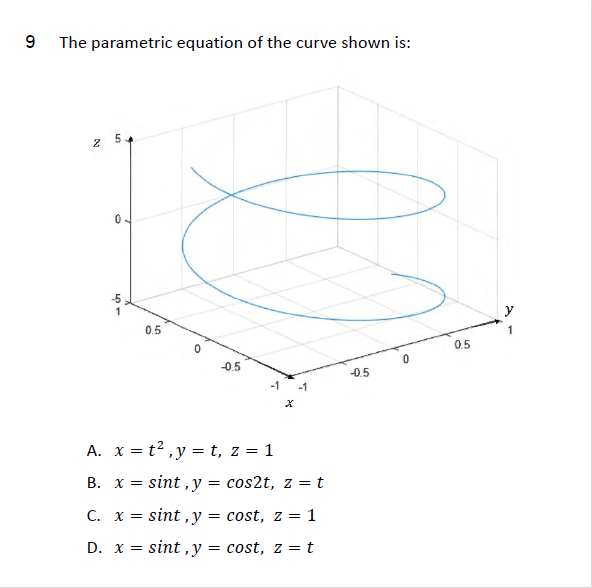 9 The parametric equation of the curve shown is:
z 5
0
-5
1
0.5
0
-0.5
-1 -1
x
-0.5
0
0.5
1
y
A. x = t², y = t, z = 1
B. x = sint, y = cos2t, z = t
C. x = sint, y = cost, z = 1
D. x = sint, y = cost, z = t